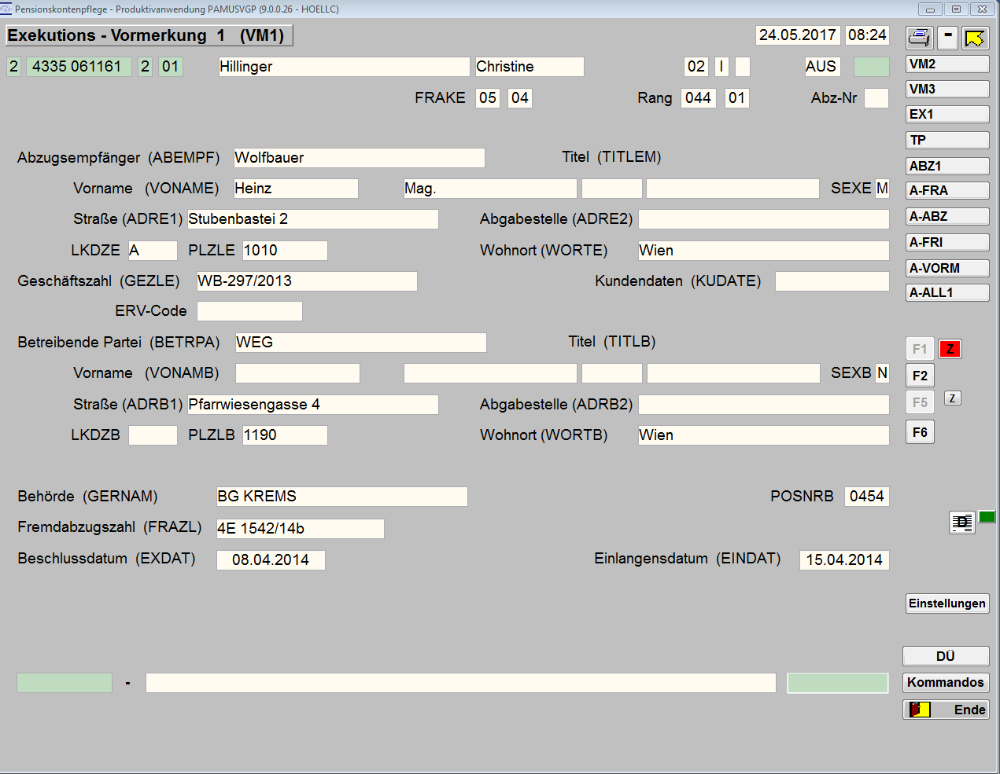 Pensionskontenpflege - Produktivanwendung PAMUSVGP (9.0.0.26 - HOELLC)
Exekutions - Vormerkung 1 (VM1) 24.05.2017 08:24
2 4335 061161 2 01 Hillinger Christine 02 I AUS VM2
FRAKE 05 04 Rang 044 01 Abz-Nr VM3
EX1
TP
Abzugsempfänger (ABEMPF) Wolfbauer Titel (TITLEM) ABZ1
Vorname (VONAME) Heinz Mag. SEXE M A-FRA
Straße (ADRE1) Stubenbastei 2 Abgabestelle (ADRE2) A-ABZ
LKDZE A PLZLE 1010 Wohnort (WORTE) Wien A-FRI
A-VORM
Geschäftszahl (GEZLE) WB-297/2013 Kundendaten (KUDATE) A-ALL1
ERV-Code
Betreibende Partei (BETRPA) WEG Titel (TITLB) F1 Z
Vorname (VONAMB) SEXB N F2
Straße (ADRB1) Pfarrwiesengasse 4 Abgabestelle (ADRB2) F5 Z
LKDZB PLZLB 1190 Wohnort (WORTB) Wien F6
Behörde (GERNAM) BG KREMS POSNRB 0454
Fremdabzugszahl (FRAZL) 4E 1542/14b D
Beschlussdatum (EXDAT) 08.04.2014 Einlangensdatum (EINDAT) 15.04.2014
Einstellungen
DÜ
- Kommandos
Ende